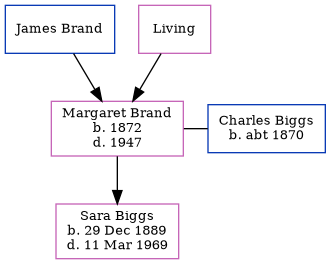 James Brand
Living
Margaret Brand
b. 1872
d. 1947
Charles Biggs
b. abt 1870
Sara Biggs
b. 29 Dec 1889
d. 11 Mar 1969